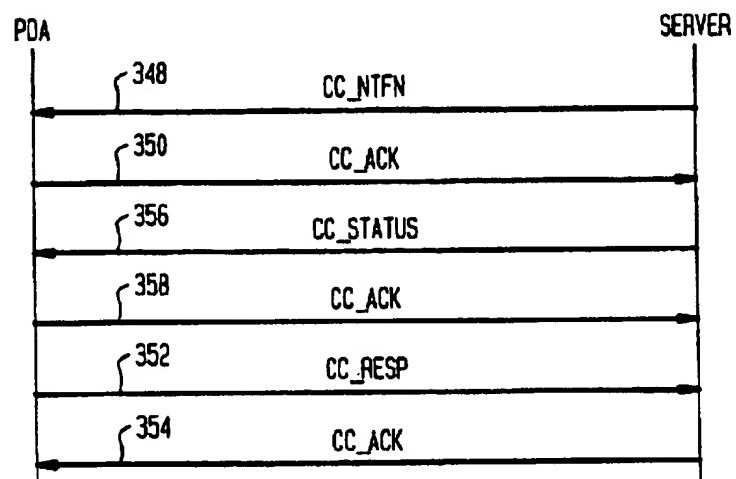 PDA SERVER
348 CC_NTFN
350 CC_ACK
356 CC_STATUS
358 CC_ACK
352 CC_RESP
354 CC_ACK